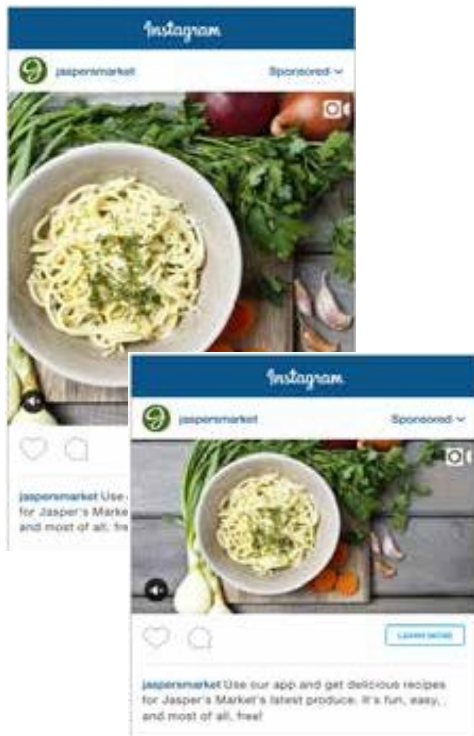 Instagram
jaspersmarket Sponsored
jaspersmarket Use
for Jasper's Marke
and most of all, fre
Instagram
jaspersmarket Sponsored
LEARN MORE
jaspersmarket Use our app and get delicious recipes
for Jasper's Market's latest produce. It's fun, easy,
and most of all, free!